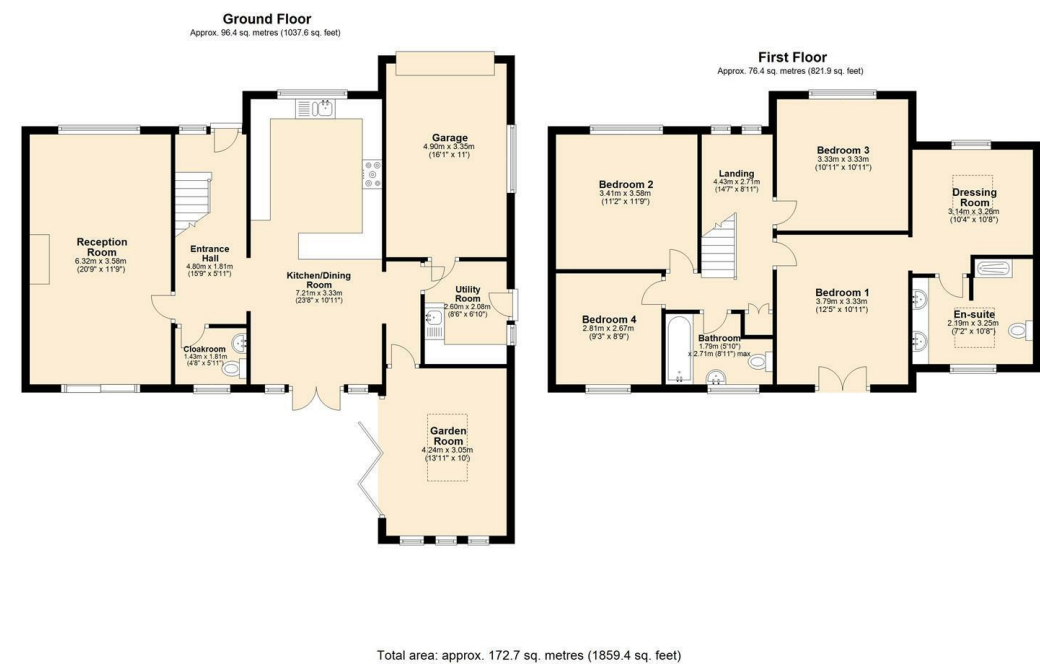 Ground Floor
Approx. 96.4 sq. metres (1037.6 sq. feet)
First Floor
Approx. 76.4 sq. metres (821.9 sq. feet)
Garage
4.90m x 3.35m
(16'1" x 11')
Reception
Room
6.32m x 3.58m
(20'9" x 11'9")
Entrance
Hall
4.80m x 1.81m
(15'9" x 5'11")
Kitchen/Dining
Room
7.21m x 3.33m
(23'8" x 10'11")
Utility
Room
2.60m x 2.08m
(8'6" x 6'10")
Cloakroom
1.43m x 1.81m
(4'8" x 5'11")
Garden
Room
4.24m x 3.05m
(13'11" x 10')
Bedroom 3
3.33m x 3.33m
(10'11" x 10'11")
Bedroom 2
3.41m x 3.58m
(11'2" x 11'9")
Landing
4.43m x 2.71m
(14'7" x 8'11")
Dressing
Room
3.14m x 3.26m
(10'4" x 10'8")
Bedroom 1
3.79m x 3.33m
(12'5" x 10'11")
En-suite
2.19m x 3.25m
(7'2" x 10'8")
Bedroom 4
2.81m x 2.67m
(9'3" x 8'9")
Bathroom
1.79m (5'10")
x 2.71m (8'11") max
Total area: approx. 172.7 sq. metres (1859.4 sq. feet)